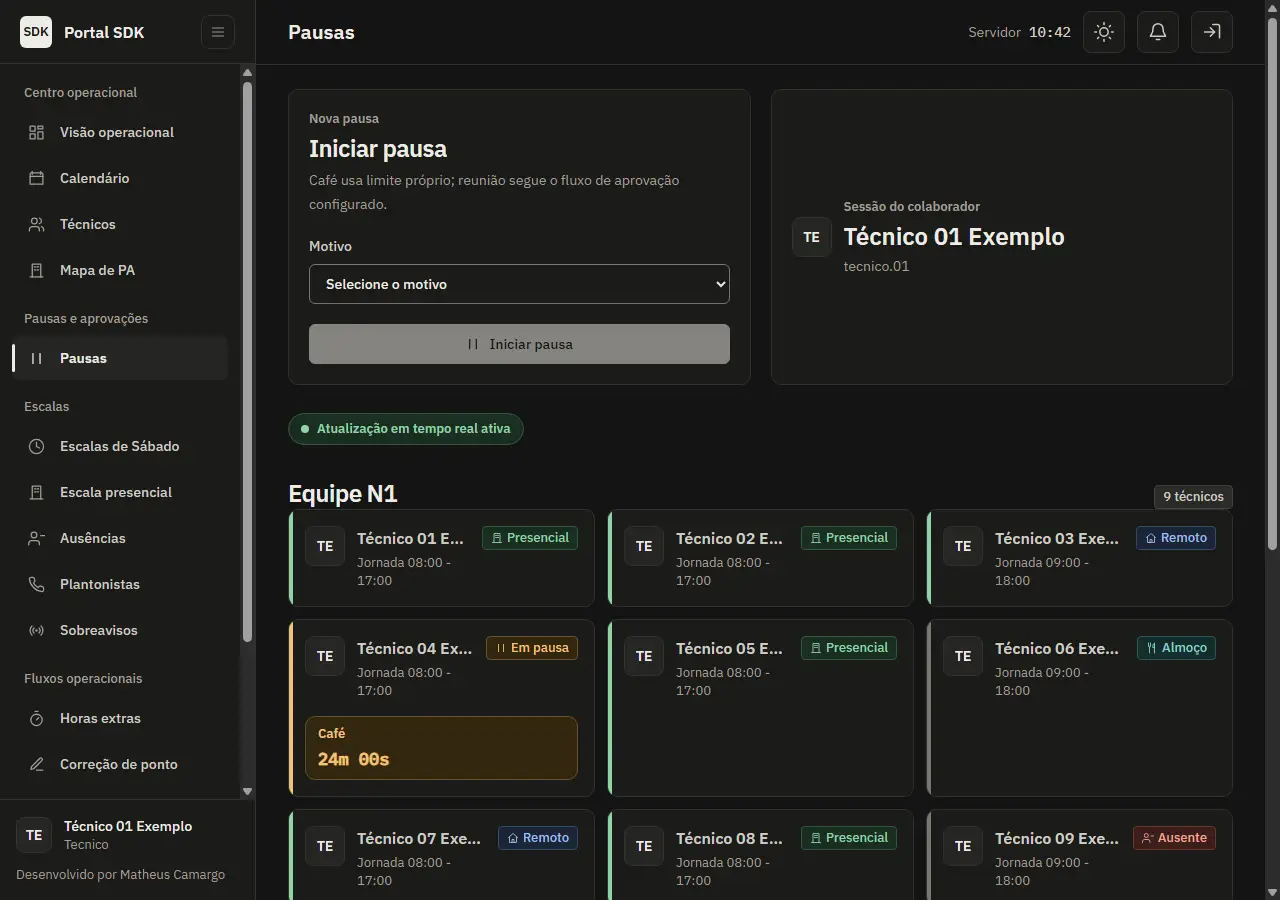 SDK Portal SDK
Centro operacional
Visão operacional
Calendário
Técnicos
Mapa de PA
Pausas e aprovações
Pausas
Escalas
Escalas de Sábado
Escala presencial
Ausências
Plantonistas
Sobreavisos
Fluxos operacionais
Horas extras
Correção de ponto
TE Técnico 01 Exemplo
Tecnico
Desenvolvido por Matheus Camargo
Pausas
Servidor 10:42
Nova pausa
Iniciar pausa
Café usa limite próprio; reunião segue o fluxo de aprovação
configurado.
Motivo
Selecione o motivo
Iniciar pausa
Sessão do colaborador
TE Técnico 01 Exemplo
tecnico.01
Atualização em tempo real ativa
Equipe N1
9 técnicos
TE Técnico 01 E... Presencial
Jornada 08:00 -
17:00
TE Técnico 02 E... Presencial
Jornada 08:00 -
17:00
TE Técnico 03 Exe... Remoto
Jornada 09:00 -
18:00
TE Técnico 04 Ex... Em pausa
Jornada 08:00 -
17:00
Café
24m 00s
TE Técnico 05 E... Presencial
Jornada 08:00 -
17:00
TE Técnico 06 Exe... Almoço
Jornada 09:00 -
18:00
TE Técnico 07 Exe... Remoto
Jornada 08:00 -
17:00
TE Técnico 08 E... Presencial
Jornada 08:00 -
17:00
TE Técnico 09 Exe... Ausente
Jornada 09:00 -
18:00